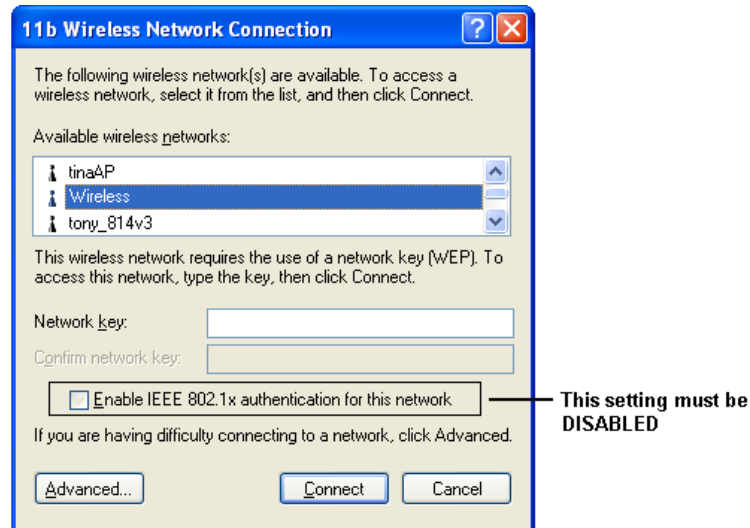 11b Wireless Network Connection
The following wireless network(s) are available. To access a
wireless network, select it from the list, and then click Connect.
Available wireless networks:
tinaAP
Wireless
tony_814v3
This wireless network requires the use of a network key (WEP). To
access this network, type the key, then click Connect.
Network key:
Confirm network key:
Enable IEEE 802.1x authentication for this network
This setting must be
DISABLED
If you are having difficulty connecting to a network, click Advanced.
Advanced... Connect Cancel